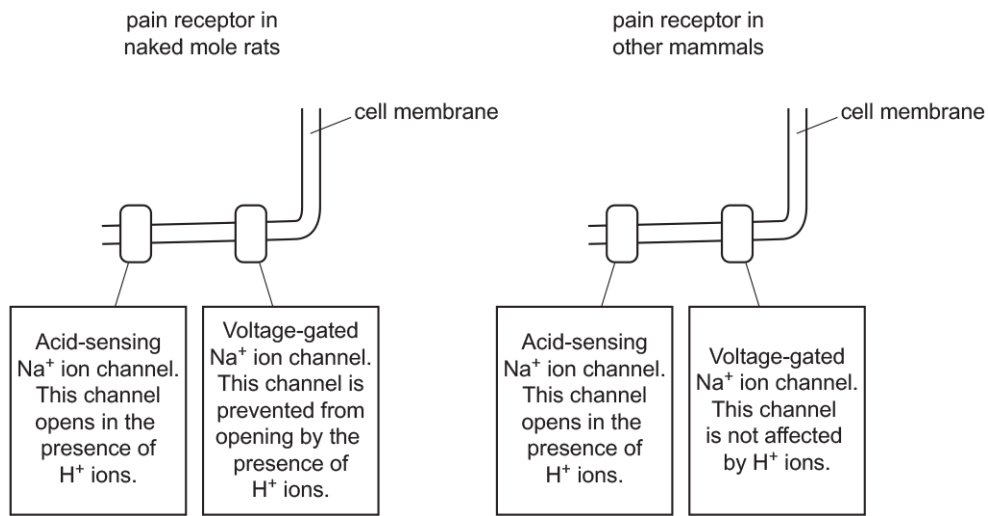 pain receptor in
naked mole rats
pain receptor in
other mammals
cell membrane
cell membrane
Acid-sensing
Na⁺ ion channel.
This channel
opens in the
presence of
H⁺ ions.
Voltage-gated
Na⁺ ion channel.
This channel is
prevented from
opening by the
presence of
H⁺ ions.
Acid-sensing
Na⁺ ion channel.
This channel
opens in the
presence of
H⁺ ions.
Voltage-gated
Na⁺ ion channel.
This channel
is not affected
by H⁺ ions.